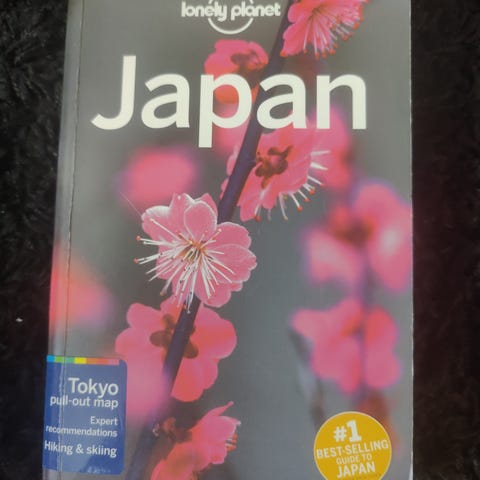 lonely planet
Japan
Tokyo
pull-out map
Expert
recommendations
Hiking & skiing
#1
BEST-SELLING
GUIDE TO
JAPAN